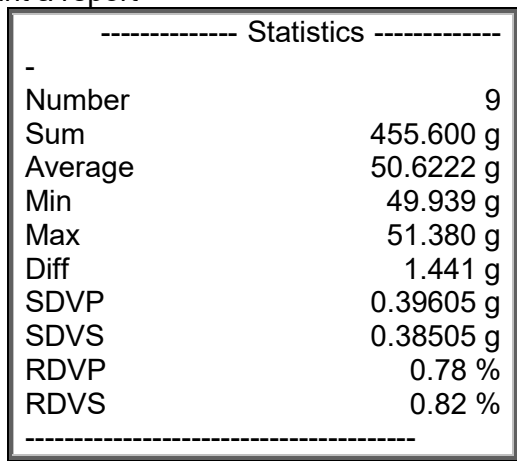 -------------- Statistics -------------
-
Number 9
Sum 455.600 g
Average 50.6222 g
Min 49.939 g
Max 51.380 g
Diff 1.441 g
SDVP 0.39605 g
SDVS 0.38505 g
RDVP 0.78 %
RDVS 0.82 %
----------------------------------------